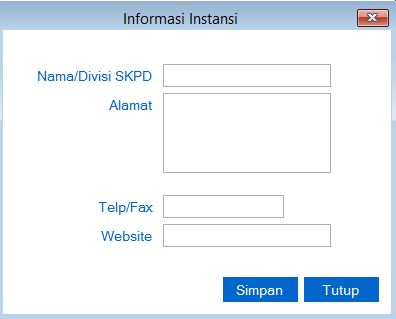 Informasi Instansi
Nama/Divisi SKPD
Alamat
Telp/Fax
Website
Simpan Tutup